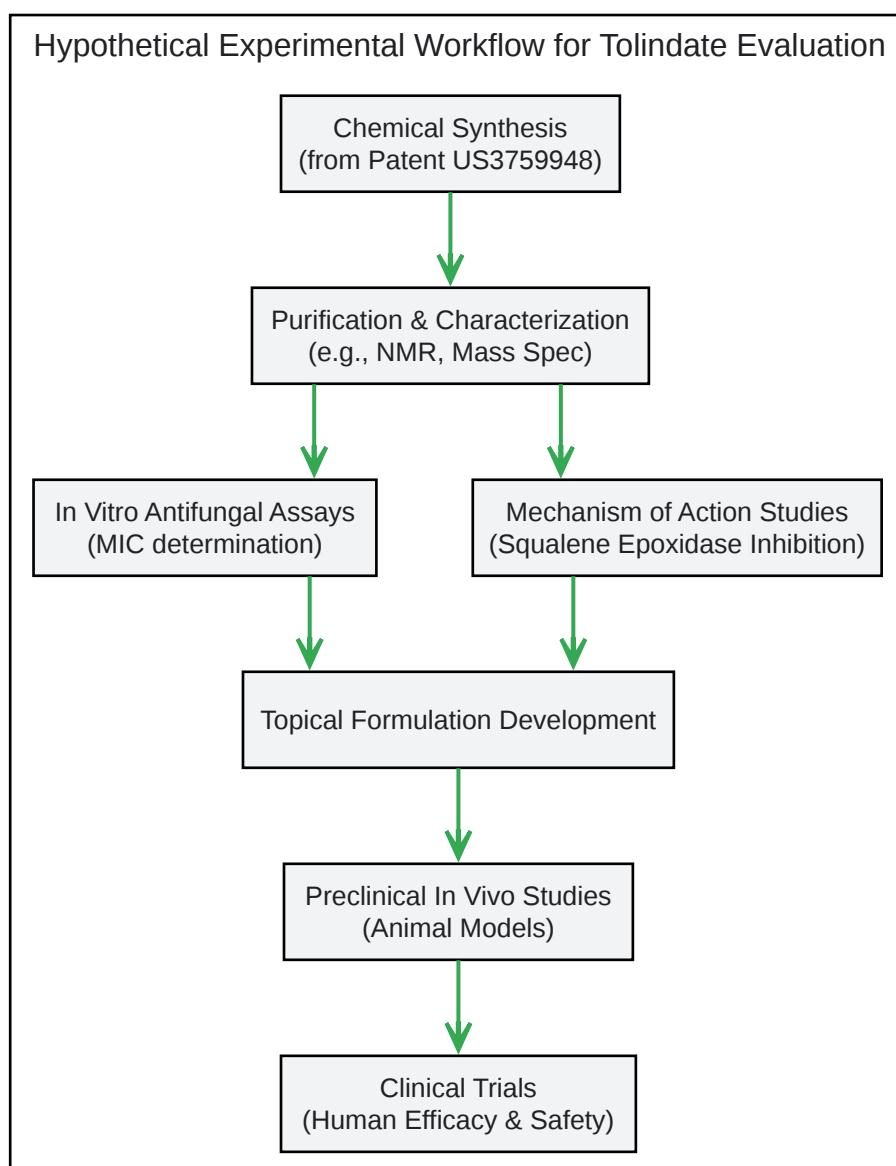 Hypothetical Experimental Workflow for Tolindate Evaluation
Chemical Synthesis
(from Patent US3759948)
Purification & Characterization
(e.g., NMR, Mass Spec)
In Vitro Antifungal Assays
(MIC determination)
Mechanism of Action Studies
(Squalene Epoxidase Inhibition)
Topical Formulation Development
Preclinical In Vivo Studies
(Animal Models)
Clinical Trials
(Human Efficacy & Safety)